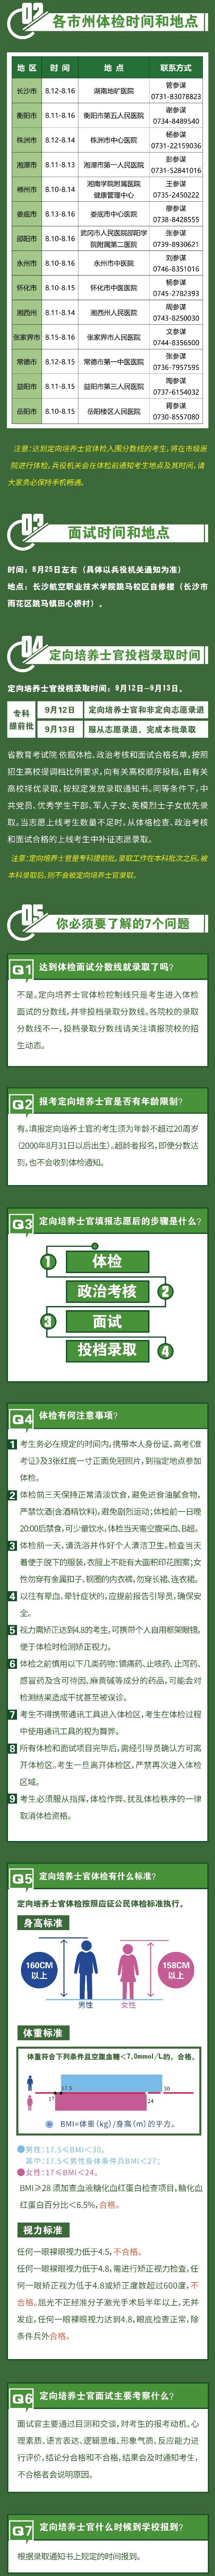 02
各市州体检时间和地点
地 区 时 间 地 点 联系方式
长沙市 8.12-8.16 湖南地矿医院 管参谋 0731-83078823
衡阳市 8.11-8.16 衡阳市第五人民医院 谢参谋 0734-8489540
株洲市 8.12-8.14 株洲市中心医院 杨参谋 0731-22159036
湘潭市 8.11-8.13 湘潭市第一人民医院 彭参谋 0731-52841016
郴州市 8.10-8.14 湘南学院附属医院健康管理中心 王参谋 0735-2450222
娄底市 8.13-8.16 娄底市中心医院 廖参谋 0738-8428555
邵阳市 8.10-8.16 武冈市人民医院邵阳学院附属第二医院 张参谋 0739-8930621
永州市 8.10-8.16 永州市中医院 刘参谋 0746-8351016
怀化市 8.10-8.15 怀化市中医医院 杨参谋 0745-2782393
湘西州 8.11-8.14 湘西州人民医院 周参谋 0743-8250030
张家界市 8.15-8.16 张家界市人民医院 文参谋 0744-8356500
常德市 8.12-8.15 常德市第一中医医院 张参谋 0736-7957595
益阳市 8.11-8.15 益阳市第三人民医院 陶参谋 0737-6154032
岳阳市 8.10-8.15 岳阳楼区人民医院 胥参谋 0730-8557080
注意：达到定向培养士官体检入围分数线的考生，将在市级医
院进行体检，兵役机关会在体检前通知考生地点及其时间，请
大家务必保持手机畅通。
03
面试时间和地点
时间：8月25日左右（具体以兵役机关通知为准）
地点：长沙航空职业技术学院跳马校区自修楼（长沙市
雨花区跳马镇田心桥村）。
04
定向培养士官投档录取时间
定向培养士官投档录取时间：9月12日—9月13日。
专科提前批 9月12日 定向培养士官和非定向志愿录退
9月13日 服从志愿录退，完成本批录取
省教育考试院 依据体检、政治考核和面试合格名单，按照
招生高校提调档比例要求，向有关高校顺序投档，由有关
高校择优录取，按规定发放录取通知书。同等条件下，中
共党员、优秀学生干部、军人子女、英模烈士子女优先录
取。当志愿上线考生数量不足时，从体格检查、政治考核
和面试合格的上线考生中补征志愿录取。
注意：定向培养士官是专科提前批，录取工作在本科批次之后，被
本科录取后，则不会被定向培养士官录取。
05
你必须要了解的7个问题
Q1 达到体检面试分数线就录取了吗？
不是。定向培养士官体检控制线只是考生进入体检
面试的分数线，并非投档录取分数线。各院校的录取
分数线不一，投档录取分数线请关注填报院校的招
生动态。
Q2 报考定向培养士官是否有年龄限制？
有。填报定向培养士官的考生须为年龄不超过20周岁
（2000年8月31日以后出生）。超龄者报名，即使分数达
到，也不会收到体检通知。
Q3 定向培养士官填报志愿后的步骤是什么？
1 体检
政治考核 2
3 面试
投档录取 4
Q4 体检有何注意事项？
1 考生务必在规定的时间内，携带本人身份证、高考《准
考证》及3张红底一寸正面免冠照片，到指定地点参加
体检。
2 体检前三天保持正常清淡饮食，避免进食油腻食物，
严禁饮酒（含酒精饮料），避免剧烈运动；体检前一日晚
20:00后禁食，可少量饮水，体检当天需空腹采血、B超。
3 体检前一天，请洗浴并作好个人清洁卫生。检查当天
着便于脱下的服装，衣服上不能有大面积印花图案；女
性勿穿有金属扣子、钢圈的内衣裤，勿穿长裙、连衣裙。
4 以往有晕血、晕针症状的，应提前报告引导员，确保安
全。
5 视力需矫正达到4.8的考生，可携带个人自用框架眼镜，
便于体检时检测矫正视力。
6 体检之前慎用以下几类药物：镇痛药、止咳药、止泻药、
感冒药及含可待因、麻黄碱等成分的药品，可能会对
检测结果造成干扰甚至被误诊。
7 考生不得携带通讯工具进入体检区，考生在体检过程
中使用通讯工具的视为舞弊。
8 所有体检和面试项目完毕后，需经引导员确认方可离
开体检区。考生一旦离开体检区，严禁再次进入体检
区域。
9 考生必须服从指挥，体检作弊、扰乱体检秩序的一律
取消体检资格。
Q5 定向培养士官体检有什么标准？
定向培养士官体检按照应征公民体检标准执行。
身高标准
160CM以上 男性 女性 158CM以上
体重标准
体重符合下列条件且空腹血糖＜7.0mmol/L的，合格。
17.5 30
17 24
BMI=体重（kg）/身高（m）的平方。
男性：17.5≤BMI＜30，
其中：17.5≤男性身体条件兵BMI＜27；
女性：17≤BMI＜24。
BMI≥28 须加查血液糖化血红蛋白检查项目，糖化血
红蛋白百分比＜6.5%，合格。
视力标准
任何一眼裸眼视力低于4.5，不合格。
任何一眼裸眼视力低于4.8，需进行矫正视力检查，任
何一眼矫正视力低于4.8或矫正度数超过600度，不
合格。屈光不正经准分子激光手术后半年以上，无并
发症，任何一眼裸眼视力达到4.8，眼底检查正常，除
条件兵外合格。
Q6 定向培养士官面试主要考察什么？
面试官主要通过目测和交谈，对考生的报考动机、心
理素质、语言表达、逻辑思维、形象气质、反应能力进
行评价，结论分合格和不合格，结果会及时通知考生，
不合格者会说明原因。
Q7 定向培养士官什么时候到学校报到？
根据录取通知书上规定的时间报到。